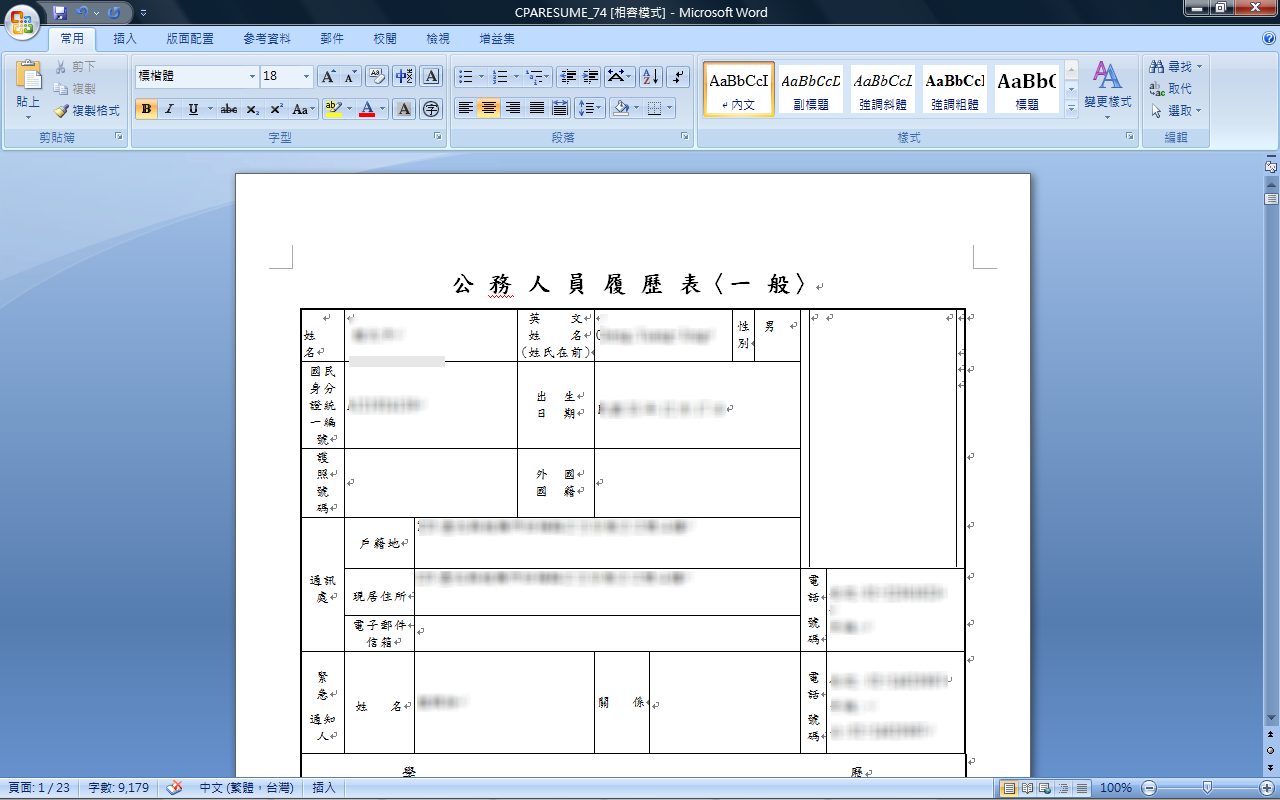 CPARESUME_74 [相容模式] - Microsoft Word
常用 插入 版面配置 參考資料 郵件 校閱 檢視 增益集
貼上 剪下 複製 複製格式
剪貼簿
標楷體 18
字型
段落
AaBbCcI AaBbCcD AaBbCcL AaBbCcI AaBbC
內文 副標題 強調斜體 強調粗體 標題
變更樣式
樣式
尋找
取代
選取
編輯
公務人員履歷表〈一般〉
姓名
英文姓名
(姓氏在前)
性別 男
國民身分證統一編號
出生日期
護照號碼
外國國籍
通訊處
戶籍地
現居住所
電話號碼
電子郵件信箱
緊急通知人
姓名
關係
電話號碼
學歷
頁面: 1 / 23 字數: 9,179 中文 (繁體，台灣) 插入 100%